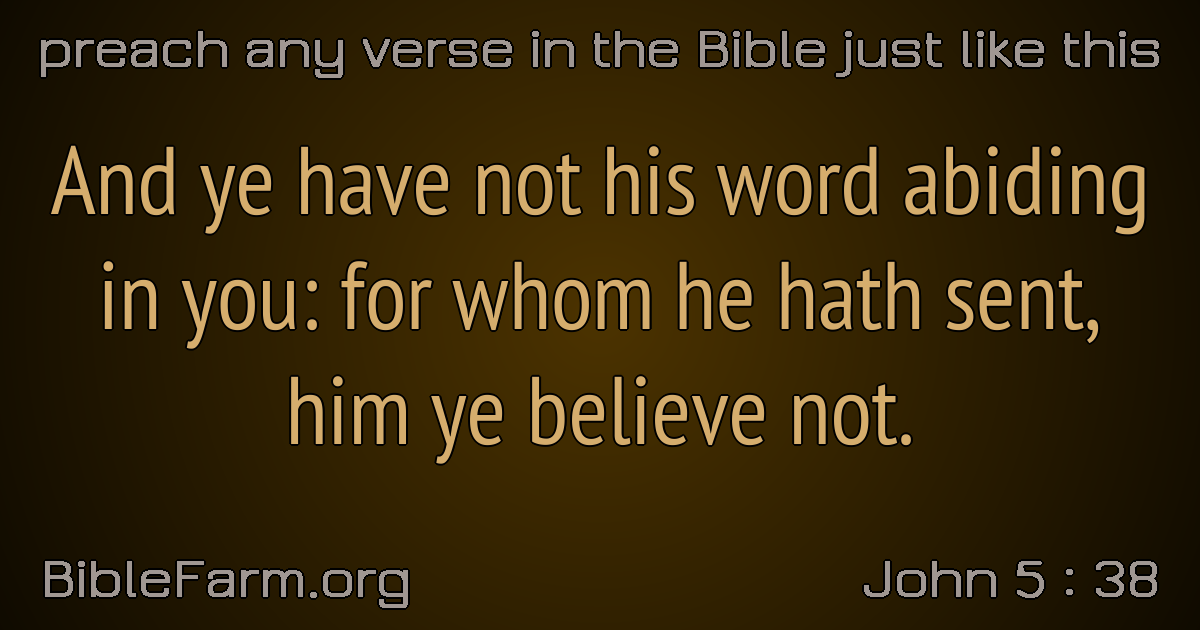 preach any verse in the Bible just like this
And ye have not his word abiding
in you: for whom he hath sent,
him ye believe not.
BibleFarm.org
John 5 : 38